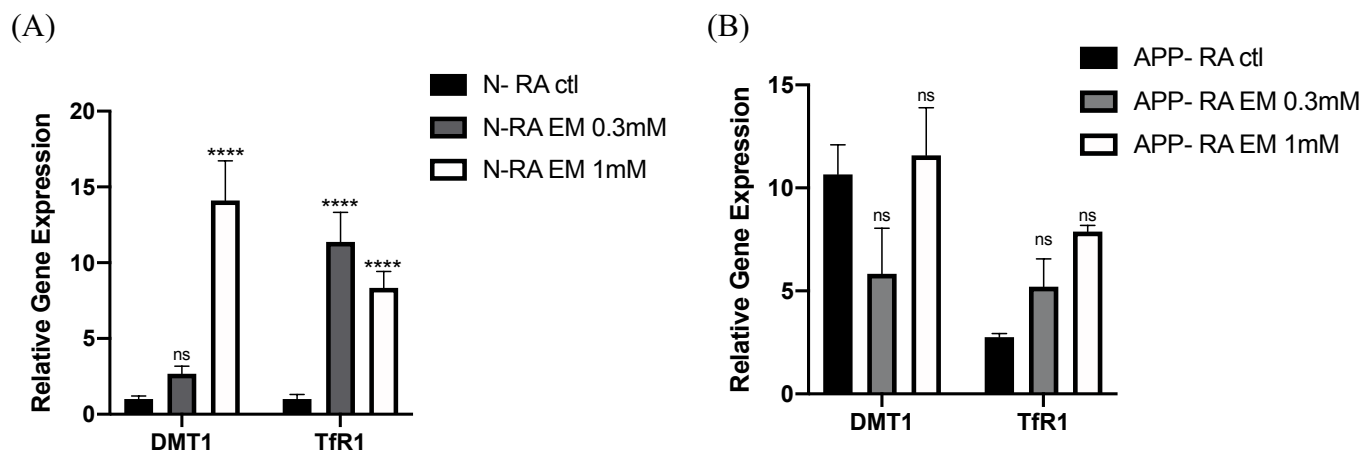 (A)
N- RA ctl
N-RA EM 0.3mM
N-RA EM 1mM
Relative Gene Expression
20
15
10
5
0
ns
****
****
****
DMT1
TfR1
(B)
APP- RA ctl
APP- RA EM 0.3mM
APP- RA EM 1mM
Relative Gene Expression
15
10
5
0
ns
ns
ns
ns
DMT1
TfR1